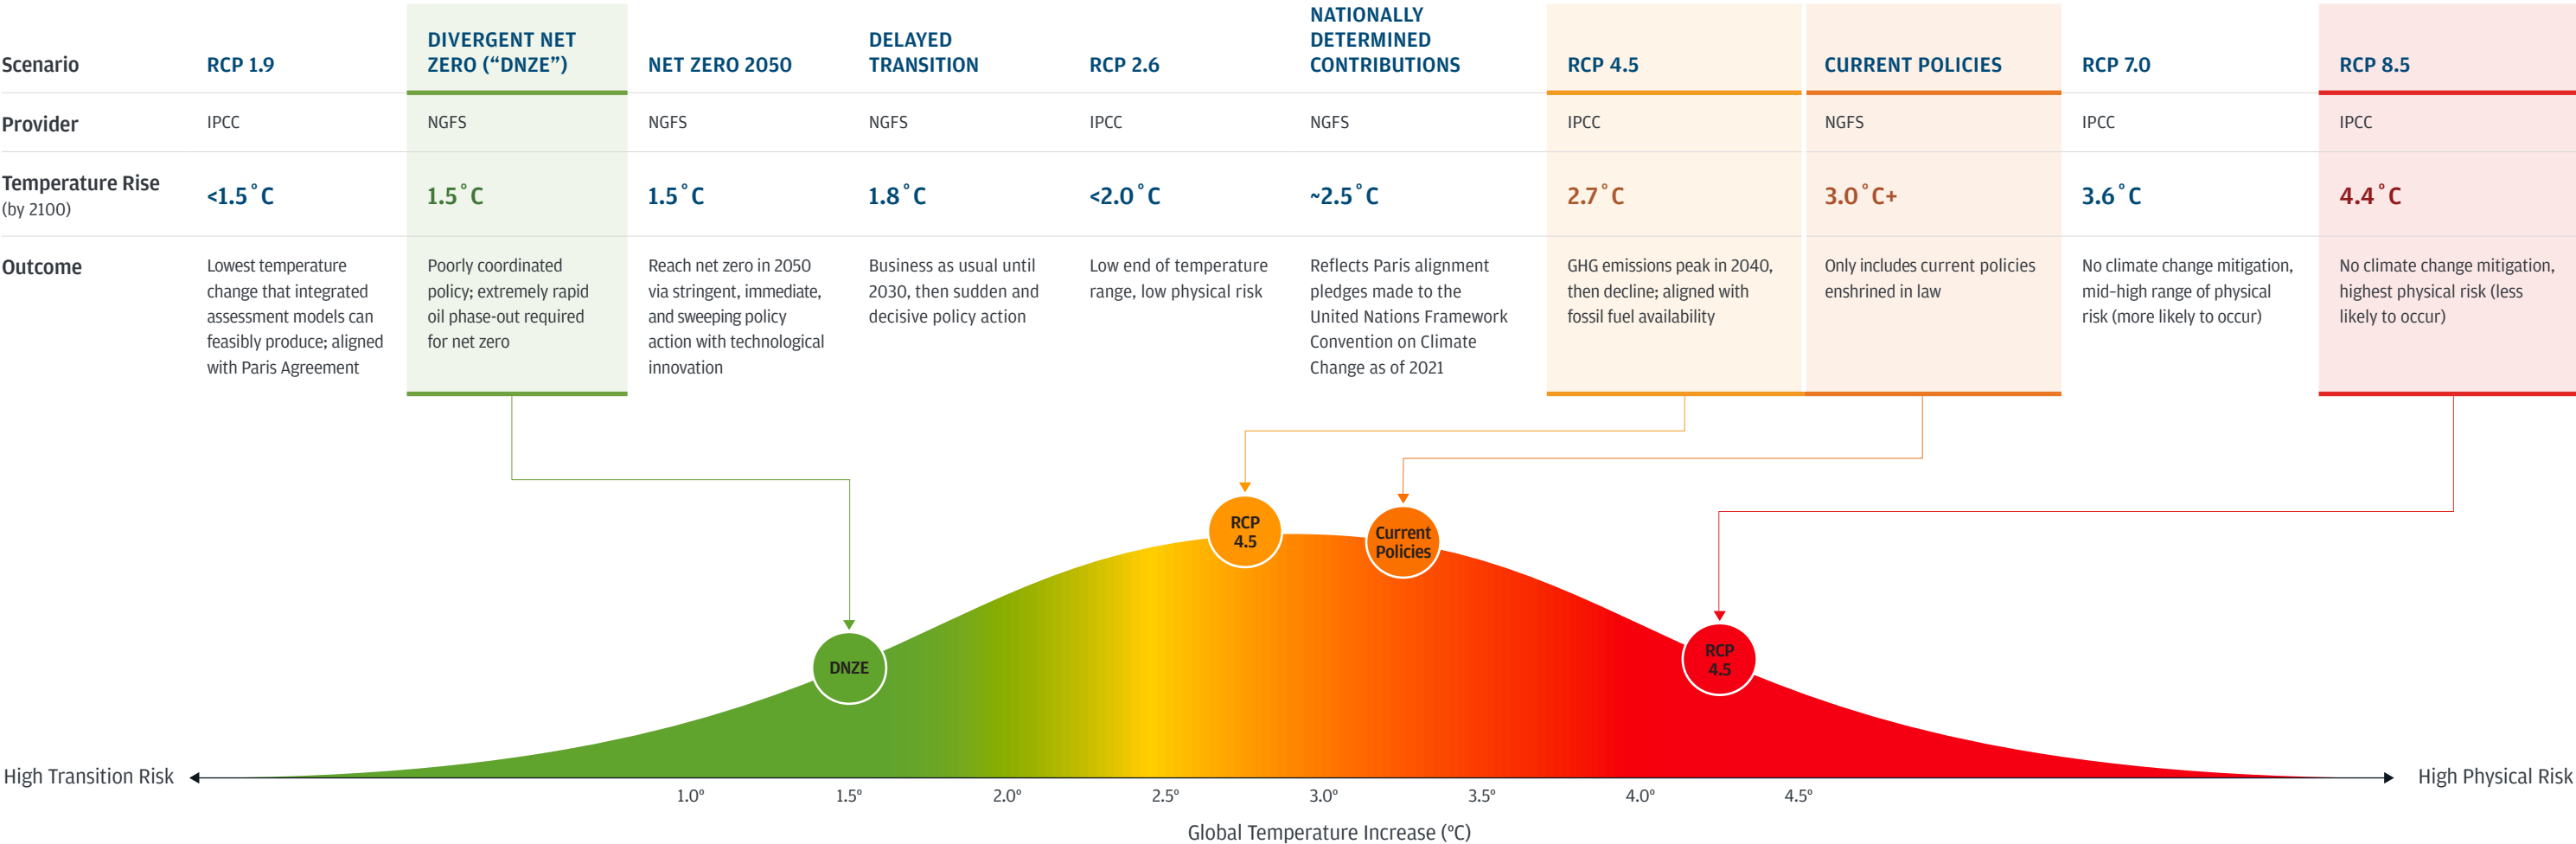 Scenario
RCP 1.9
DIVERGENT NET
ZERO (“DNZE”)
NET ZERO 2050
DELAYED
TRANSITION
RCP 2.6
NATIONALLY
DETERMINED
CONTRIBUTIONS
RCP 4.5
CURRENT POLICIES
RCP 7.0
RCP 8.5
Provider
IPCC
NGFS
NGFS
NGFS
IPCC
NGFS
IPCC
NGFS
IPCC
IPCC
Temperature Rise
(by 2100)
<1.5°C
1.5°C
1.5°C
1.8°C
<2.0°C
~2.5°C
2.7°C
3.0°C+
3.6°C
4.4°C
Outcome
Lowest temperature
change that integrated
assessment models can
feasibly produce; aligned
with Paris Agreement
Poorly coordinated
policy; extremely rapid
oil phase-out required
for net zero
Reach net zero in 2050
via stringent, immediate,
and sweeping policy
action with technological
innovation
Business as usual until
2030, then sudden and
decisive policy action
Low end of temperature
range, low physical risk
Reflects Paris alignment
pledges made to the
United Nations Framework
Convention on Climate
Change as of 2021
GHG emissions peak in 2040,
then decline; aligned with
fossil fuel availability
Only includes current policies
enshrined in law
No climate change mitigation,
mid-high range of physical
risk (more likely to occur)
No climate change mitigation,
highest physical risk (less
likely to occur)
RCP
4.5
Current
Policies
DNZE
RCP
4.5
High Transition Risk
High Physical Risk
1.0º
1.5º
2.0º
2.5º
3.0º
3.5º
4.0º
4.5º
Global Temperature Increase (ºC)